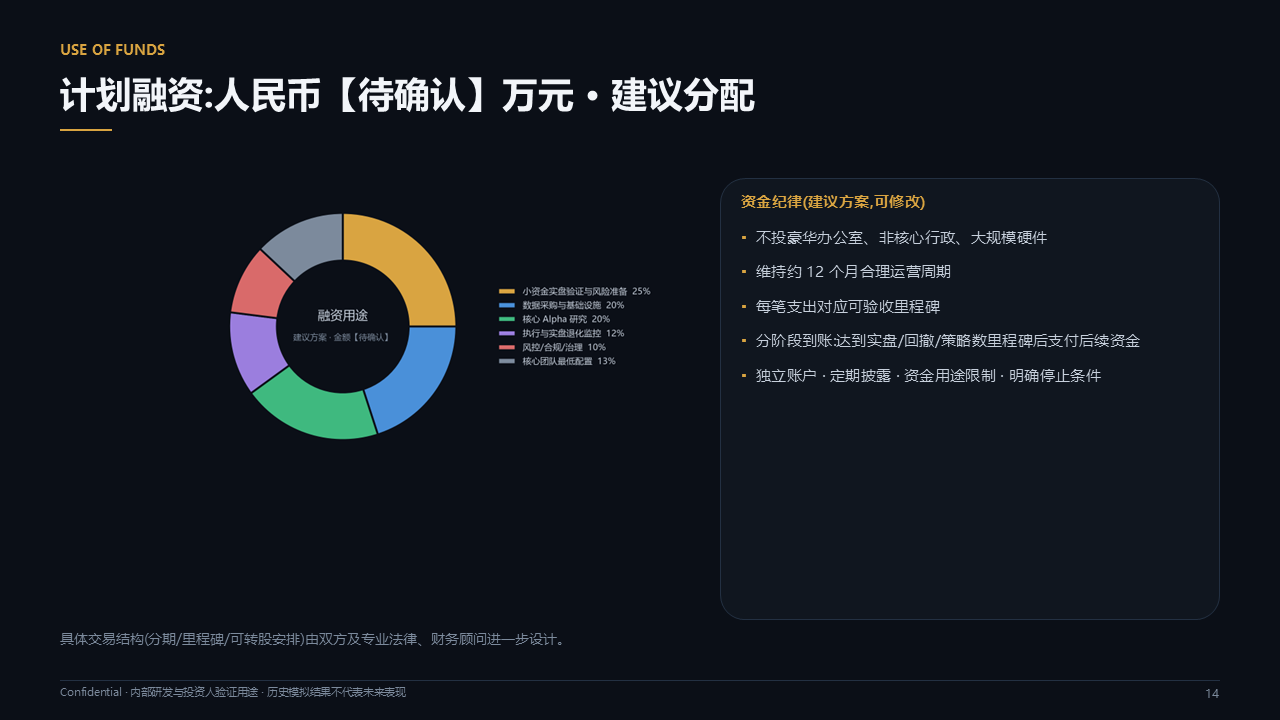 USE OF FUNDS
计划融资:人民币【待确认】万元 • 建议分配
融资用途
建议方案 · 金额【待确认】
小资金实盘验证与风险准备 25%
数据采购与基础设施 20%
核心 Alpha 研究 20%
执行与实盘退化监控 12%
风控/合规/治理 10%
核心团队最低配置 13%
资金纪律(建议方案,可修改)
▪ 不投豪华办公室、非核心行政、大规模硬件
▪ 维持约 12 个月合理运营周期
▪ 每笔支出对应可验收里程碑
▪ 分阶段到账:达到实盘/回撤/策略数里程碑后支付后续资金
▪ 独立账户 · 定期披露 · 资金用途限制 · 明确停止条件
具体交易结构(分期/里程碑/可转股安排)由双方及专业法律、财务顾问进一步设计。
Confidential · 内部研发与投资人验证用途 · 历史模拟结果不代表未来表现
14